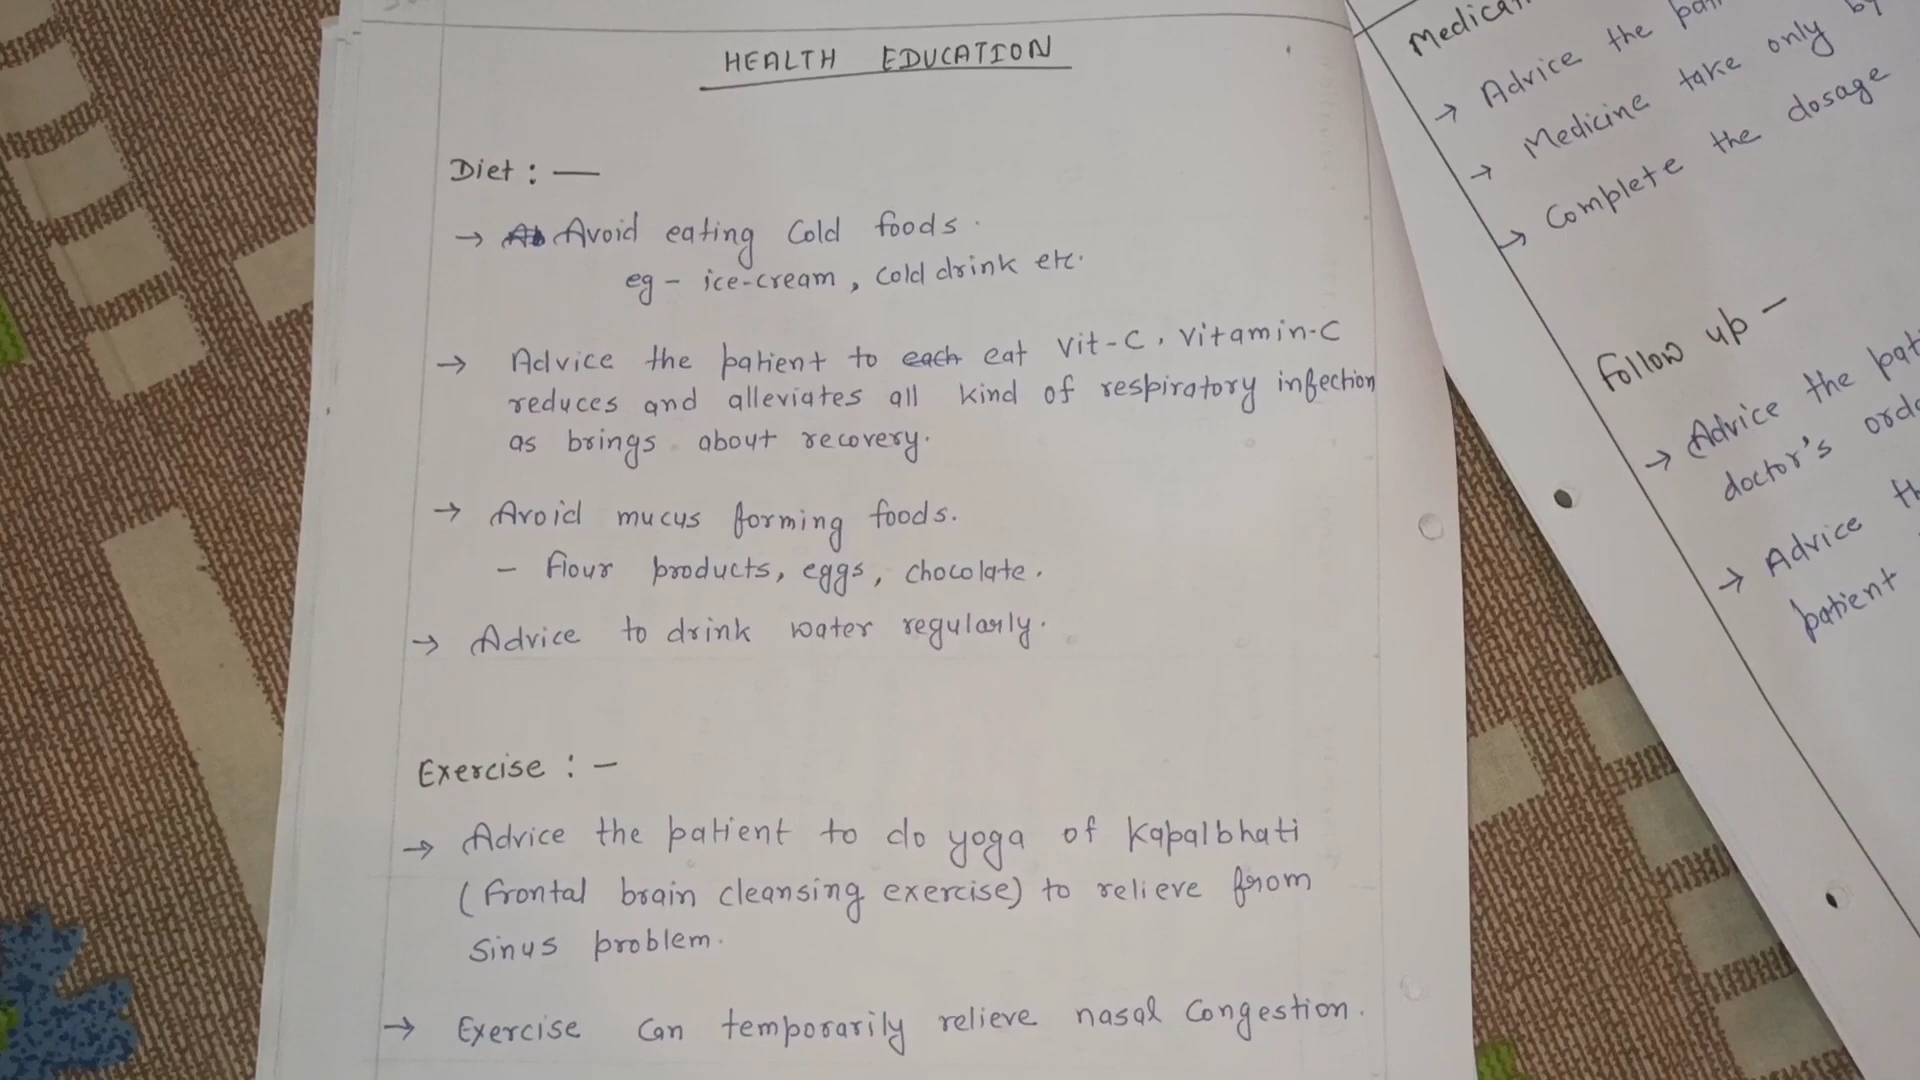 HEALTH EDUCATION
Diet : —
→ Avoid eating Cold foods.
eg - ice-cream, cold drink etc.
→ Advice the patient to each eat Vit-C. Vitamin-C
reduces and alleviates all kind of respiratory infection
as brings about recovery.
→ Avoid mucus forming foods.
- flour products, eggs, chocolate.
→ Advice to drink water regularly.
Exercise : -
→ Advice the patient to do yoga of Kapalbhati
(frontal brain cleansing exercise) to relieve from
sinus problem.
→ Exercise can temporarily relieve nasal Congestion.
→ Advice the
→ Medicine take only by
→ Complete the dosage
Follow up -
→ Advice the
doctor's
→ Advice
patient